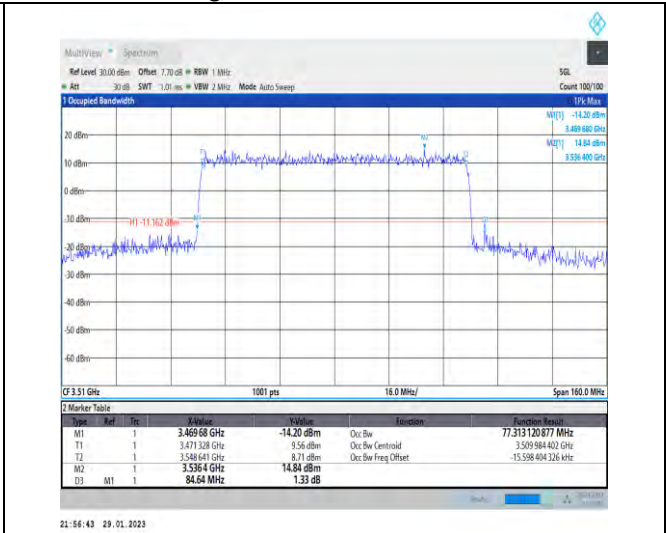 MultiView Spectrum
Ref Level 30.00 dBm Offset 7.70 dB RBW 1 MHz SGL
Att 30 dB SWT 1.01 ms VBW 2 MHz Mode Auto Sweep Count 100/100
1 Occupied Bandwidth 1Pk Max
M1[1] -14.20 dBm
3.469 680 GHz
M2[1] 14.84 dBm
3.536 400 GHz
20 dBm
M2
T1 T2
10 dBm
0 dBm
-10 dBm
H1 -11.162 dBm
M1
-20 dBm
-30 dBm
-40 dBm
-50 dBm
-60 dBm
CF 3.51 GHz 1001 pts 16.0 MHz/ Span 160.0 MHz
2 Marker Table
Type Ref Trc X-Value Y-Value Function Function Result
M1 1 3.469 68 GHz -14.20 dBm Occ Bw 77.313 120 877 MHz
T1 1 3.471 328 GHz 9.56 dBm Occ Bw Centroid 3.509 984 402 GHz
T2 1 3.548 641 GHz 8.71 dBm Occ Bw Freq Offset -15.598 404 326 kHz
M2 1 3.536 4 GHz 14.84 dBm
D3 M1 1 84.64 MHz 1.33 dB
21:56:43 29.01.2023